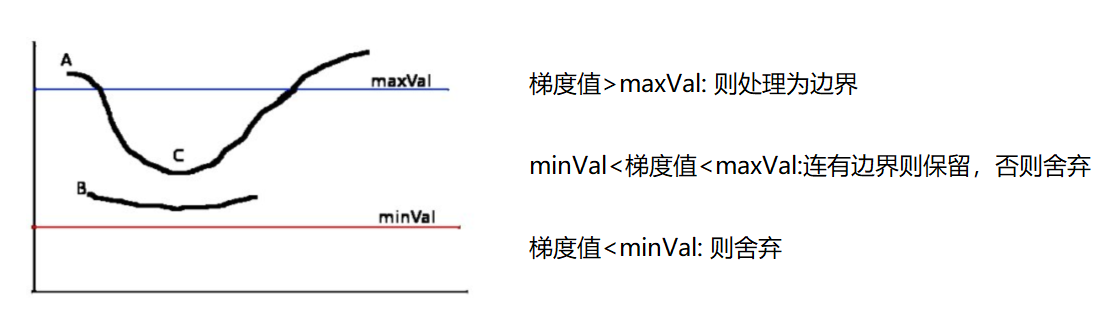 A
maxVal
C
B
minVal
梯度值>maxVal: 则处理为边界
minVal<梯度值<maxVal:连有边界则保留，否则舍弃
梯度值<minVal: 则舍弃